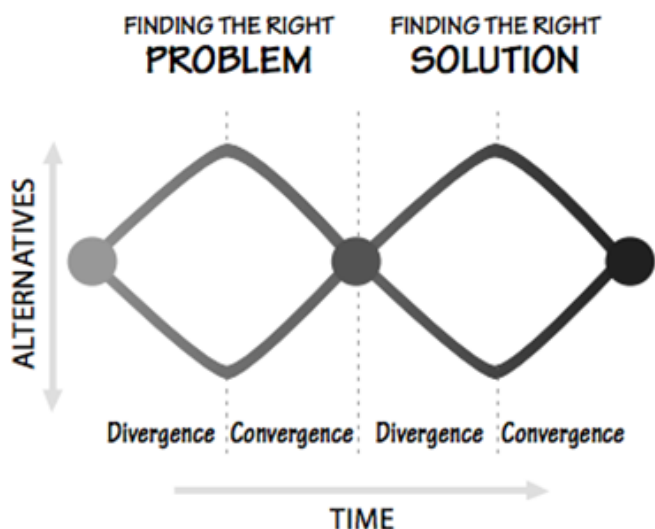 FINDING THE RIGHT
PROBLEM
FINDING THE RIGHT
SOLUTION
ALTERNATIVES
Divergence
Convergence
Divergence
Convergence
TIME